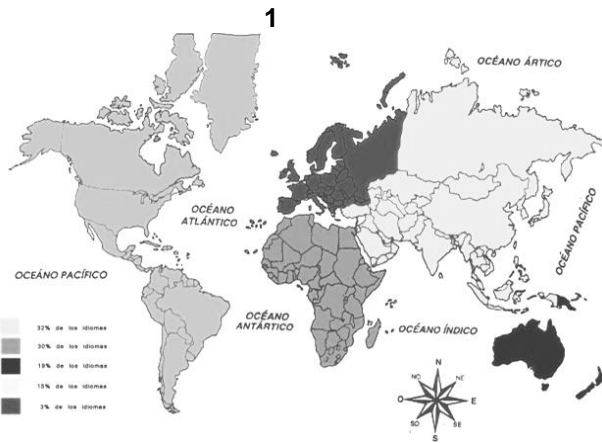 1
OCÉANO ÁRTICO
OCÉANO
ATLÁNTICO
OCÉANO PACÍFICO
OCEÁNO PACÍFICO
OCÉANO
ANTÁRTICO
OCÉANO ÍNDICO
32% de los idiomas
30% de los idiomas
19% de los idiomas
15% de los idiomas
3% de los idiomas
N
NO
NE
O
E
SO
SE
S